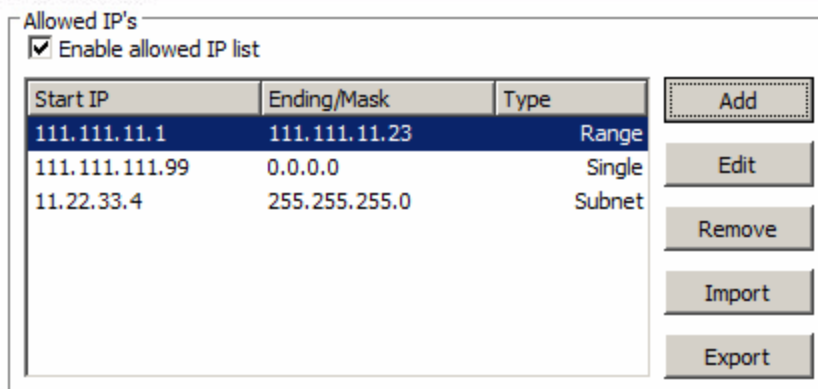 Allowed IP's
Enable allowed IP list
Start IP Ending/Mask Type
111.111.11.1 111.111.11.23 Range
111.111.111.99 0.0.0.0 Single
11.22.33.4 255.255.255.0 Subnet
Add
Edit
Remove
Import
Export